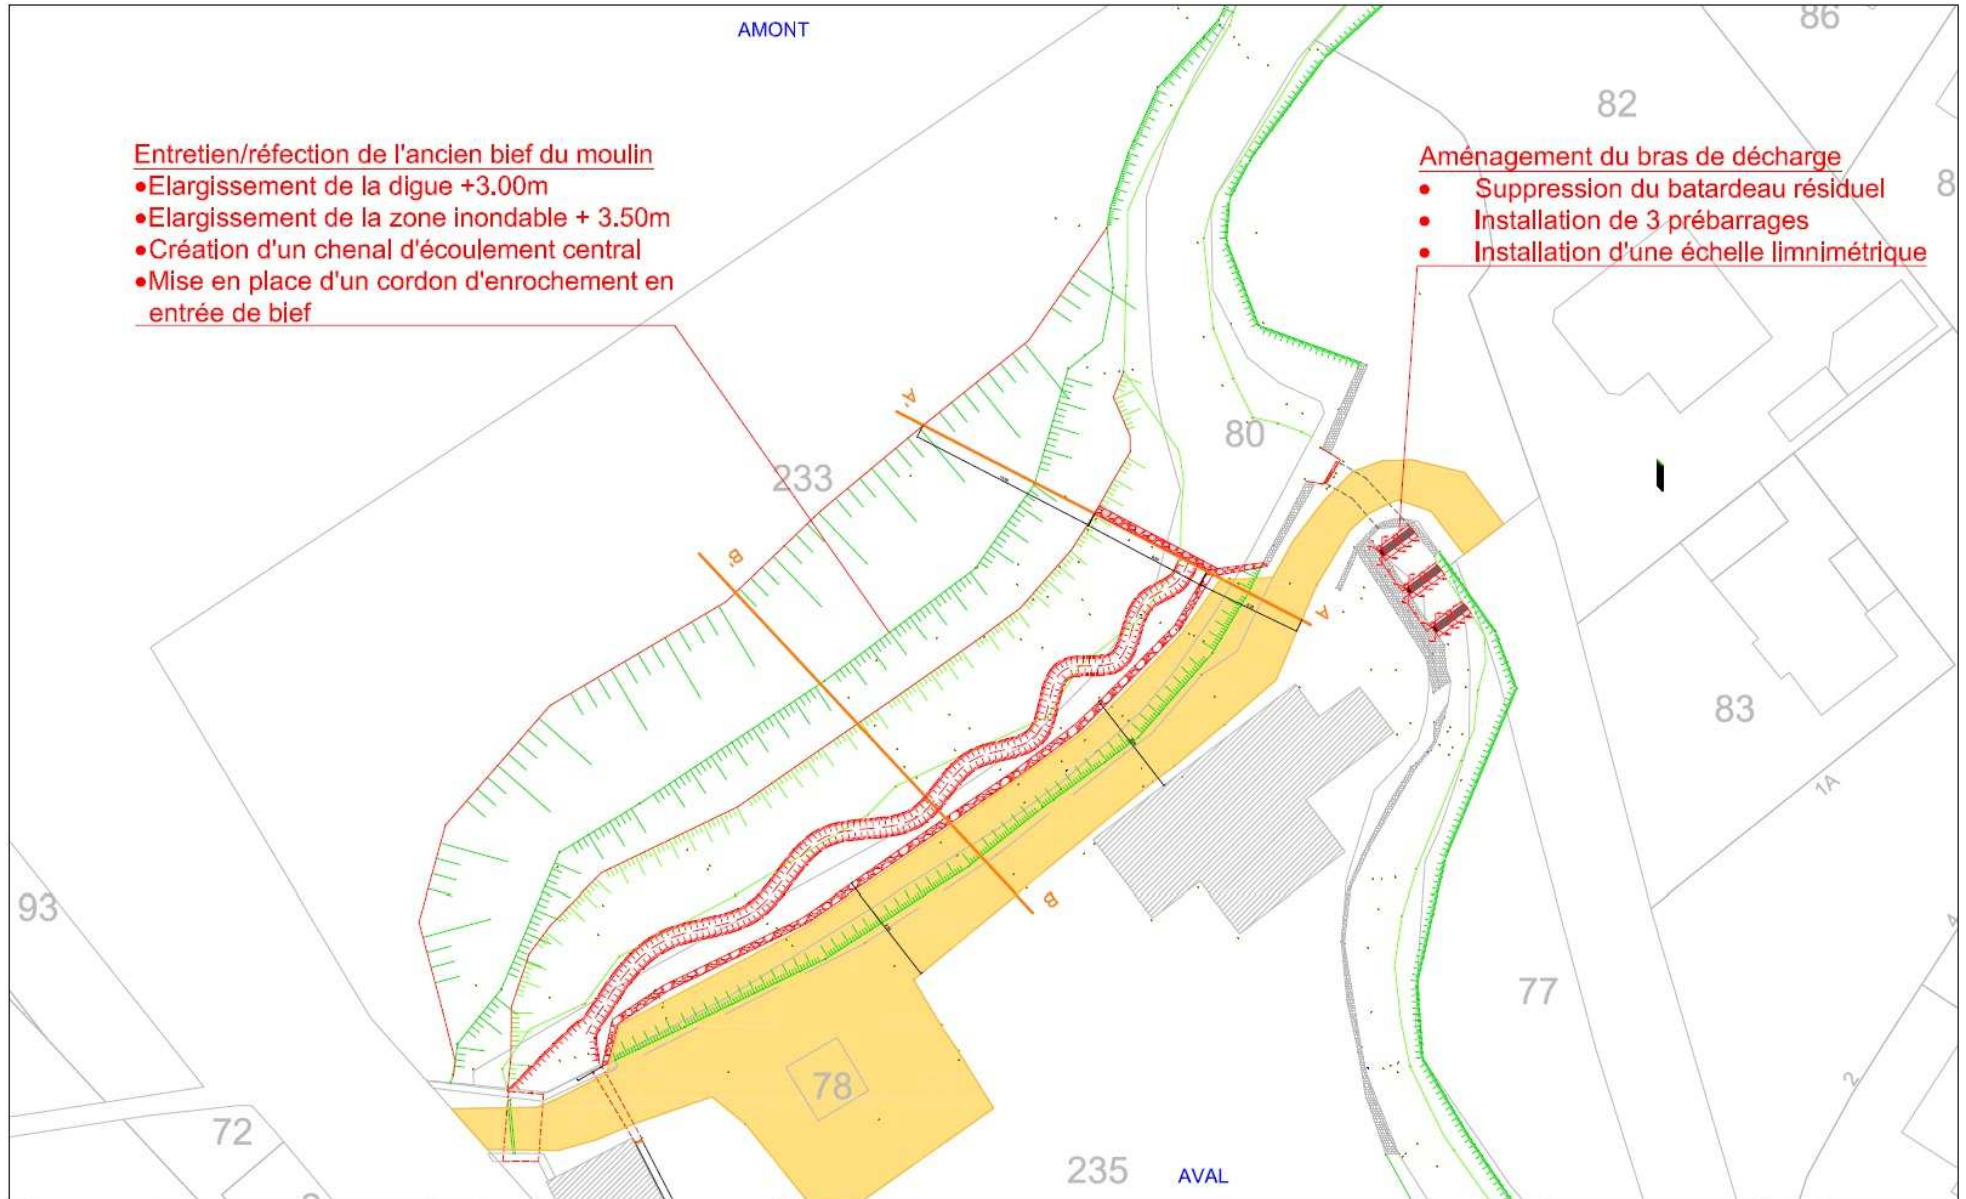 AMONT
86
82
8
Entretien/réfection de l'ancien bief du moulin
•Elargissement de la digue +3.00m
•Elargissement de la zone inondable + 3.50m
•Création d'un chenal d'écoulement central
•Mise en place d'un cordon d'enrochement en
entrée de bief
Aménagement du bras de décharge
• Suppression du batardeau résiduel
• Installation de 3 prébarrages
• Installation d'une échelle limnimétrique
A'
80
233
B'
A
83
1A
B
93
77
4
2
78
72
235
AVAL